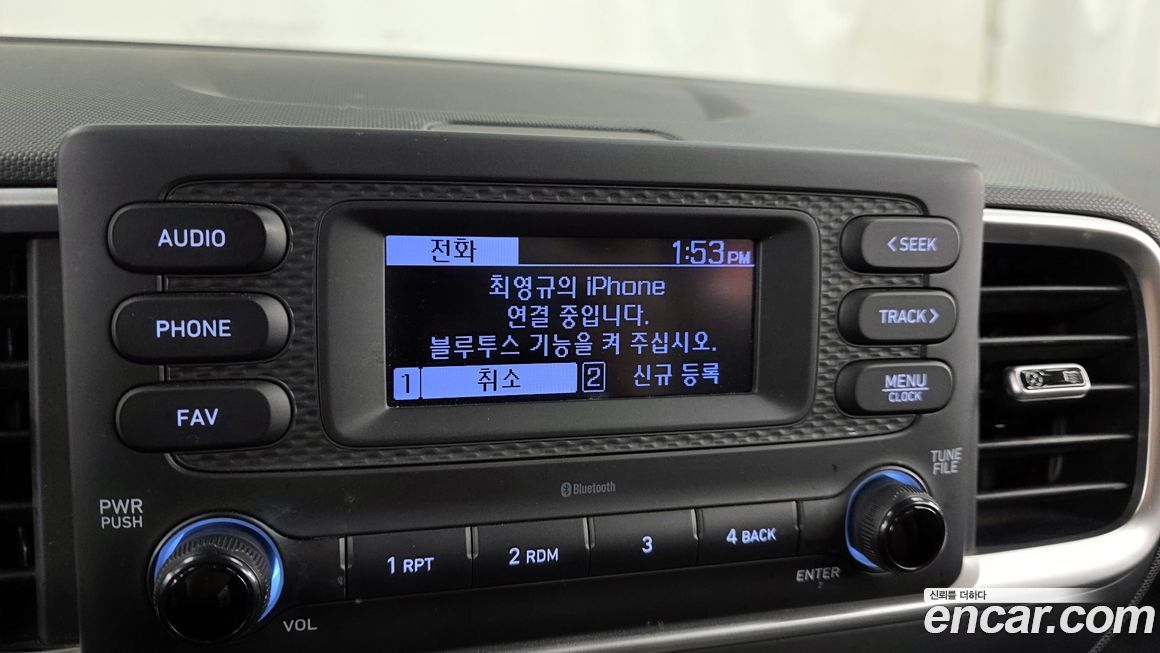 AUDIO
PHONE
FAV
전화 1:53 PM
최영규의 iPhone
연결 중입니다.
블루투스 기능을 켜 주십시오.
1 취소 2 신규 등록
< SEEK
TRACK >
MENU
CLOCK
Bluetooth
PWR
PUSH
VOL
1 RPT
2 RDM
3
4 BACK
TUNE
FILE
ENTER
신뢰를 더하다
encar.com